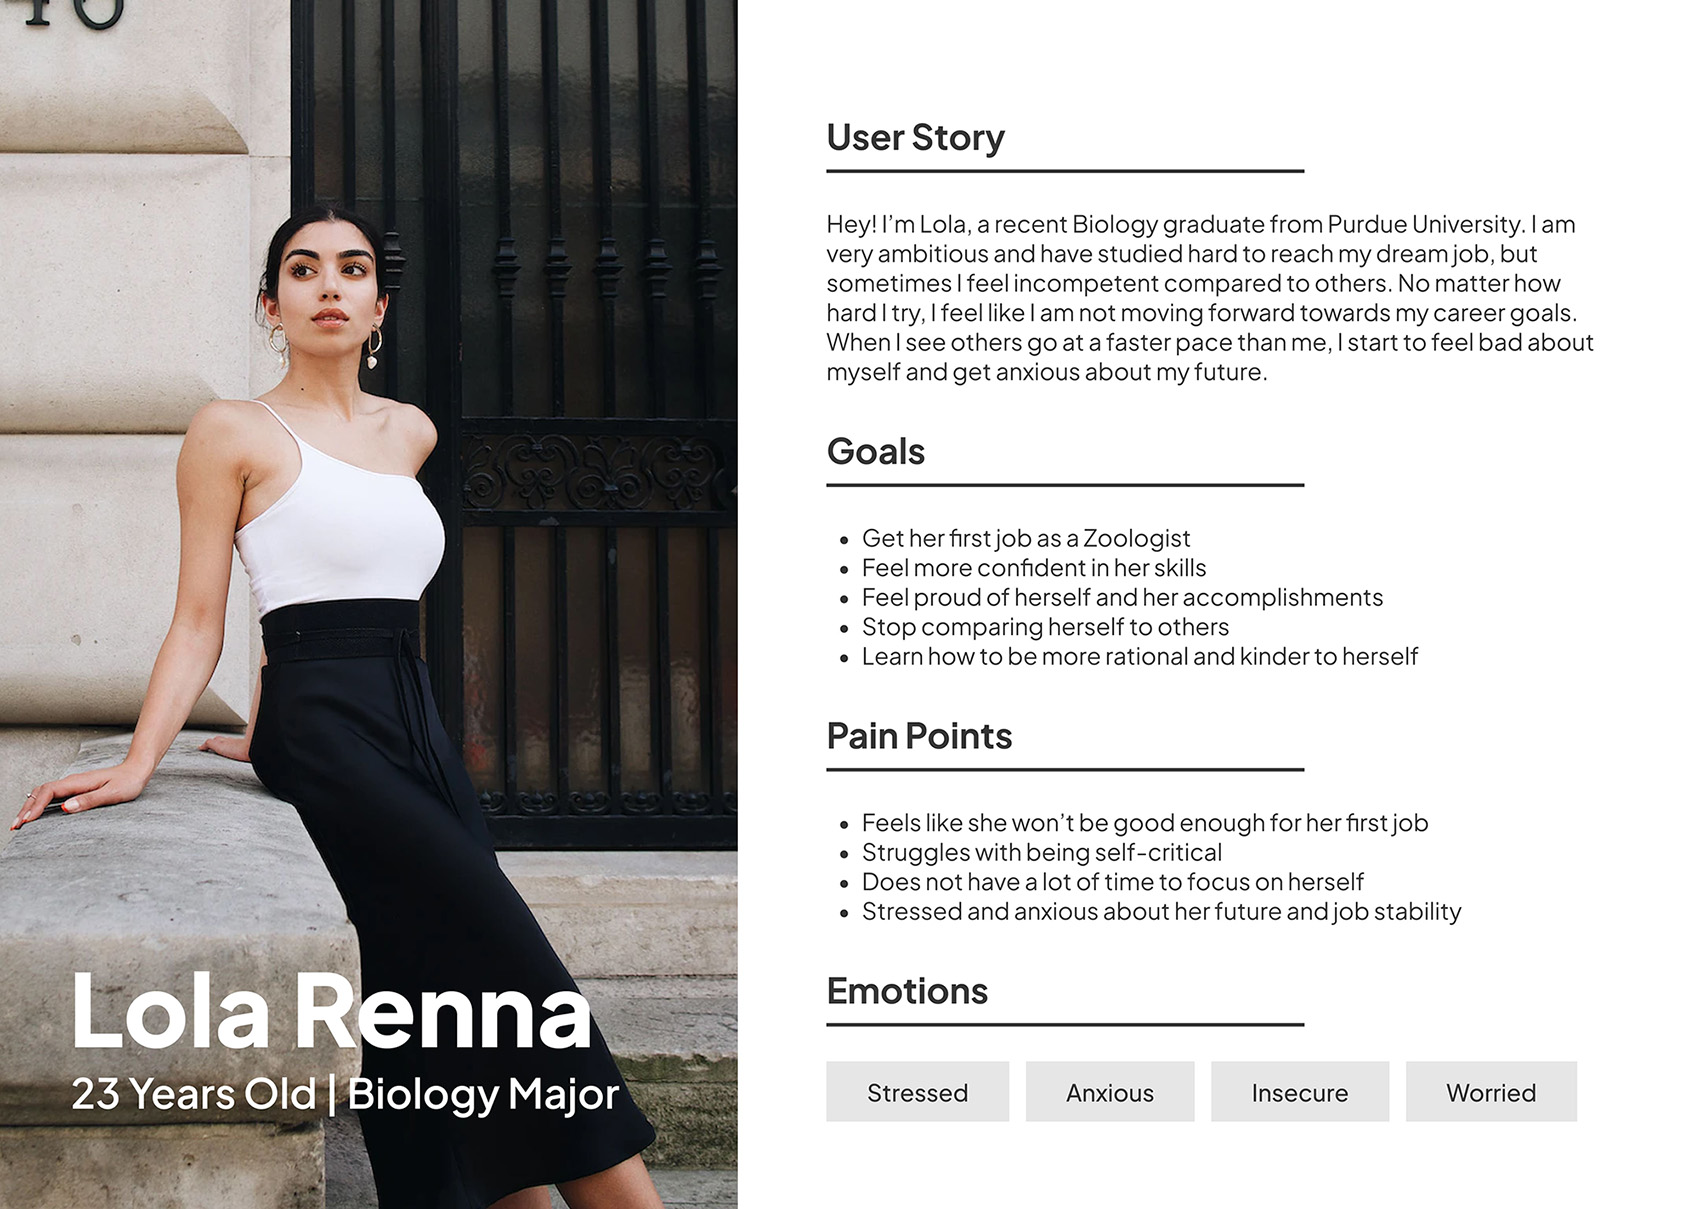 Lola Renna
23 Years Old | Biology Major
User Story
Hey! I'm Lola, a recent Biology graduate from Purdue University. I am
very ambitious and have studied hard to reach my dream job, but
sometimes I feel incompetent compared to others. No matter how
hard I try, I feel like I am not moving forward towards my career goals.
When I see others go at a faster pace than me, I start to feel bad about
myself and get anxious about my future.
Goals
• Get her first job as a Zoologist
• Feel more confident in her skills
• Feel proud of herself and her accomplishments
• Stop comparing herself to others
• Learn how to be more rational and kinder to herself
Pain Points
• Feels like she won't be good enough for her first job
• Struggles with being self-critical
• Does not have a lot of time to focus on herself
• Stressed and anxious about her future and job stability
Emotions
Stressed Anxious Insecure Worried